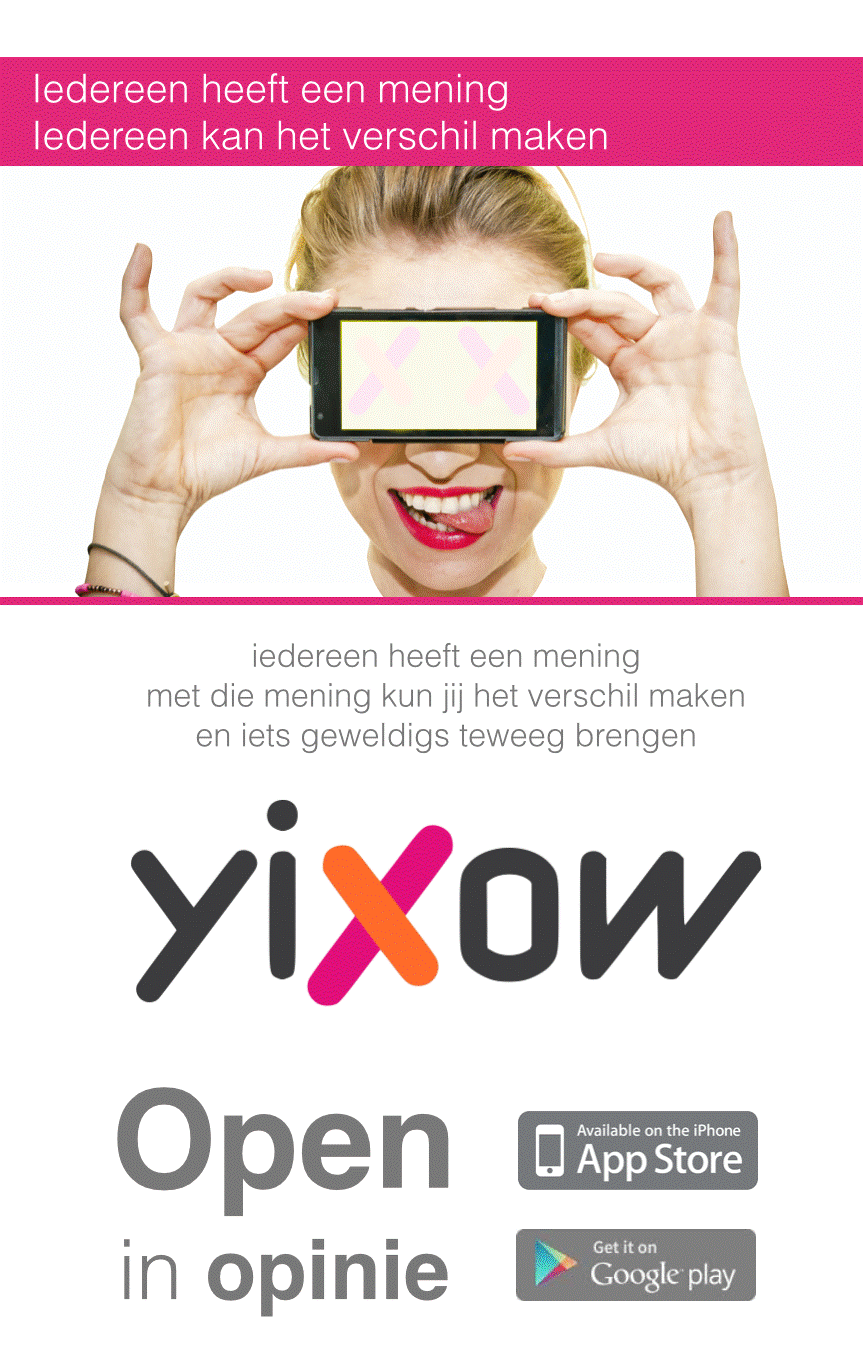 Iedereen heeft een mening
Iedereen kan het verschil maken
iedereen heeft een mening
met die mening kun jij het verschil maken
en iets geweldigs teweeg brengen
yixow
Open
in opinie
Available on the iPhone
App Store
Get it on
Google play